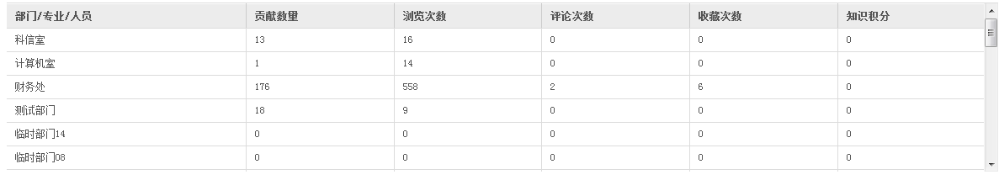 部门/专业/人员 贡献数量 浏览次数 评论次数 收藏次数 知识积分
科信室 13 16 0 0 0
计算机室 1 14 0 0 0
财务处 176 558 2 6 0
测试部门 18 9 0 0 0
临时部门14 0 0 0 0 0
临时部门08 0 0 0 0 0